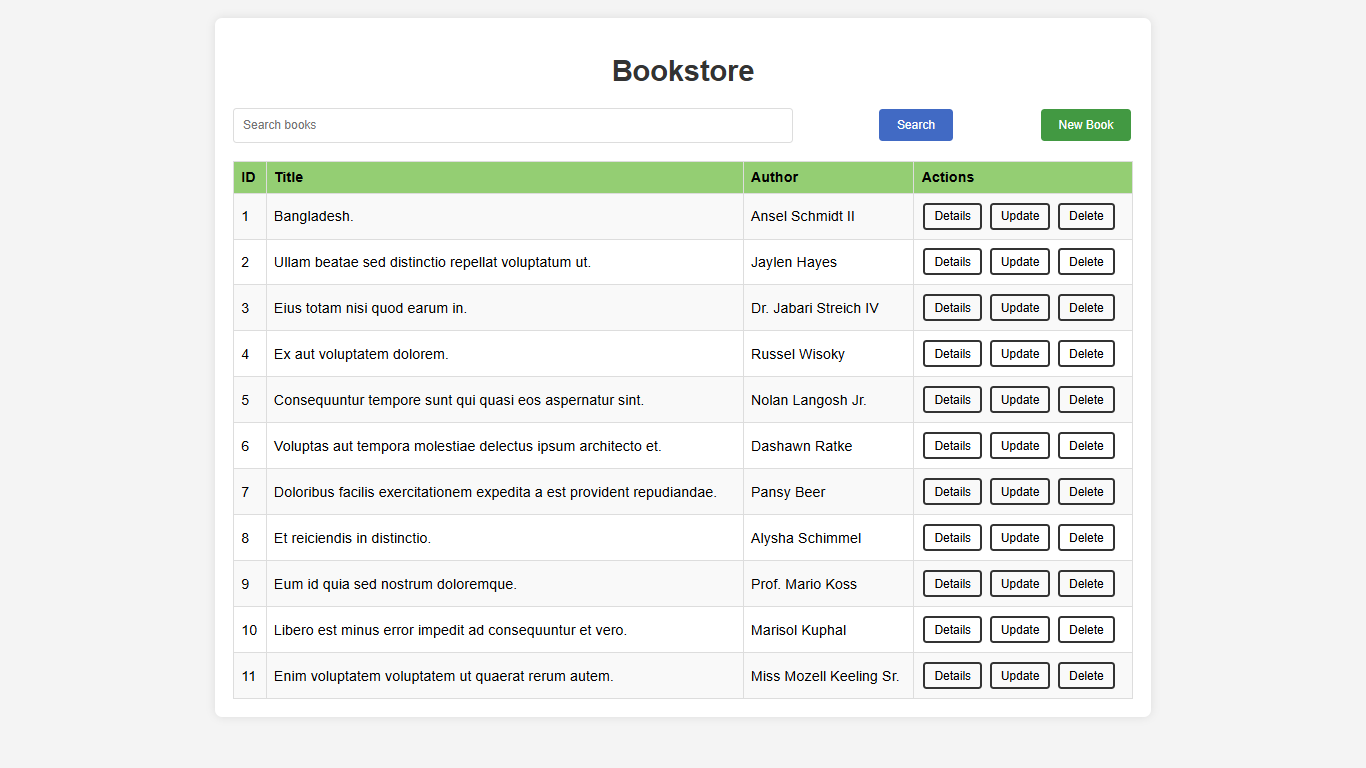 Bookstore
Search books Search New Book
ID Title Author Actions
1 Bangladesh. Ansel Schmidt II Details Update Delete
2 Ullam beatae sed distinctio repellat voluptatum ut. Jaylen Hayes Details Update Delete
3 Eius totam nisi quod earum in. Dr. Jabari Streich IV Details Update Delete
4 Ex aut voluptatem dolorem. Russel Wisoky Details Update Delete
5 Consequuntur tempore sunt qui quasi eos aspernatur sint. Nolan Langosh Jr. Details Update Delete
6 Voluptas aut tempora molestiae delectus ipsum architecto et. Dashawn Ratke Details Update Delete
7 Doloribus facilis exercitationem expedita a est provident repudiandae. Pansy Beer Details Update Delete
8 Et reiciendis in distinctio. Alysha Schimmel Details Update Delete
9 Eum id quia sed nostrum doloremque. Prof. Mario Koss Details Update Delete
10 Libero est minus error impedit ad consequuntur et vero. Marisol Kuphal Details Update Delete
11 Enim voluptatem voluptatem ut quaerat rerum autem. Miss Mozell Keeling Sr. Details Update Delete